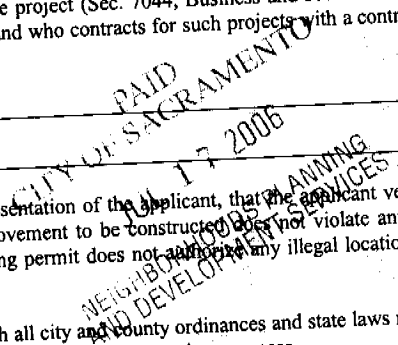 e project (Sec. 7044, Business and
and who contracts for such projects with a contr
PAID
CITY OF SACRAMENTO
JUL 17 2006
NEIGHBORHOODS PLANNING
AND DEVELOPMENT SERVICES
sentation of the applicant, that the applicant ve
ovement to be constructed does not violate an
ng permit does not authorize any illegal locatio
h all city and county ordinances and state laws